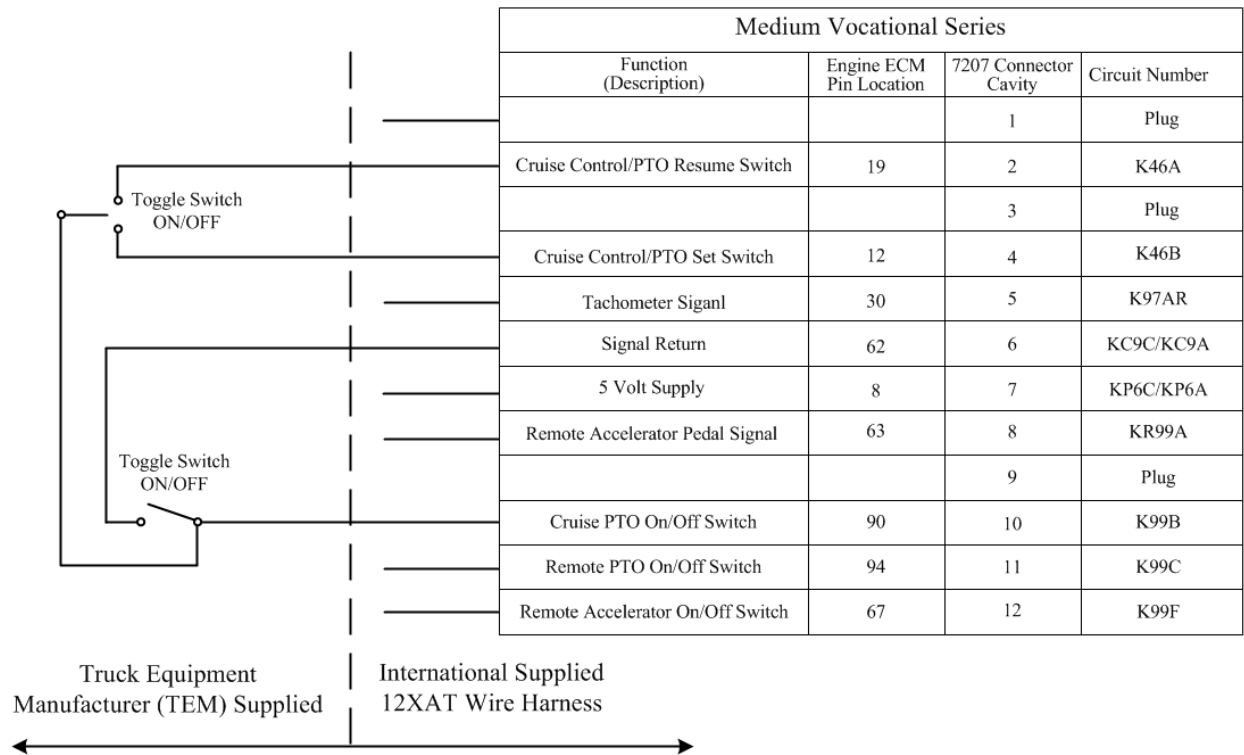 Medium Vocational Series
Function
(Description)
Engine ECM
Pin Location
7207 Connector
Cavity
Circuit Number
1 Plug
Cruise Control/PTO Resume Switch 19 2 K46A
Toggle Switch
ON/OFF
3 Plug
Cruise Control/PTO Set Switch 12 4 K46B
Tachometer Siganl 30 5 K97AR
Signal Return 62 6 KC9C/KC9A
5 Volt Supply 8 7 KP6C/KP6A
Remote Accelerator Pedal Signal 63 8 KR99A
Toggle Switch
ON/OFF
9 Plug
Cruise PTO On/Off Switch 90 10 K99B
Remote PTO On/Off Switch 94 11 K99C
Remote Accelerator On/Off Switch 67 12 K99F
Truck Equipment
Manufacturer (TEM) Supplied
International Supplied
12XAT Wire Harness